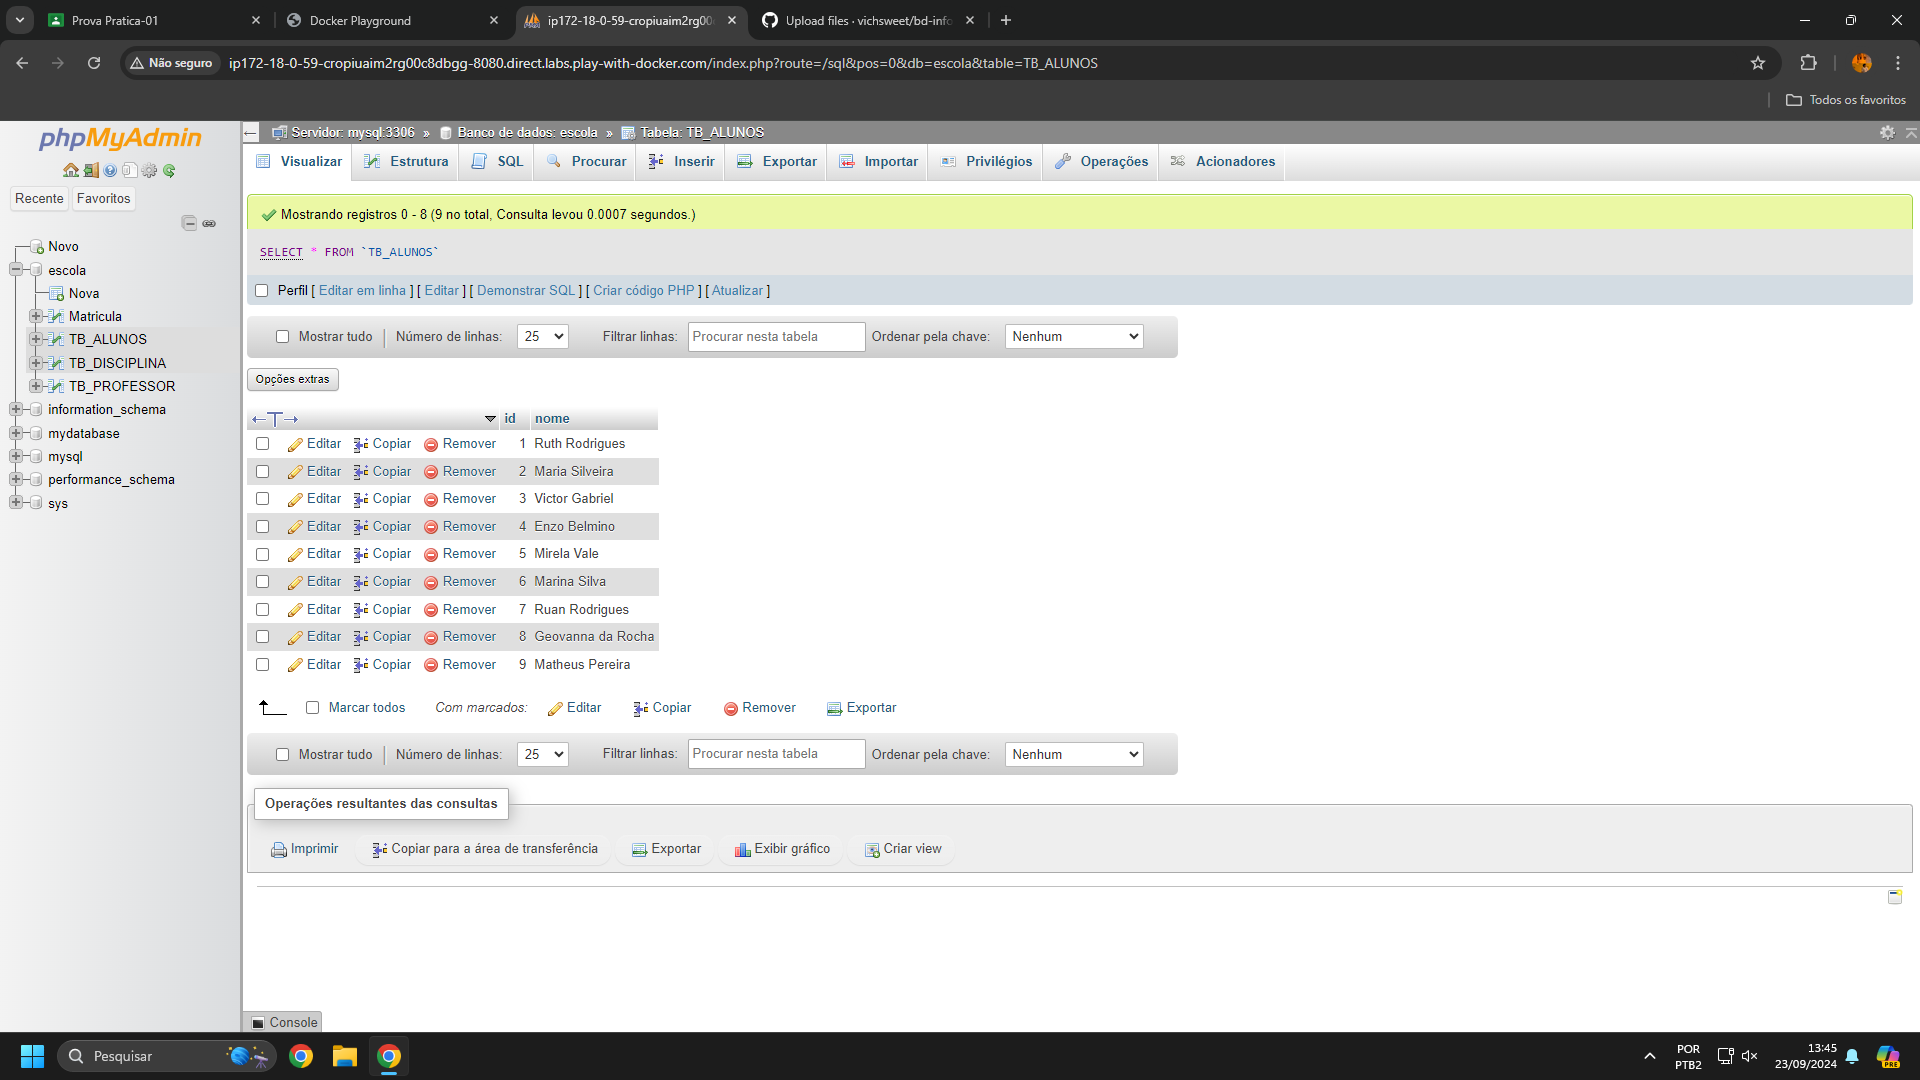 Prova Pratica-01
Docker Playground
ip172-18-0-59-cropiuaim2rg00
Upload files · vichsweet/bd-info
Não seguro
ip172-18-0-59-cropiuaim2rg00c8dbgg-8080.direct.labs.play-with-docker.com/index.php?route=/sql&pos=0&db=escola&table=TB_ALUNOS
Todos os favoritos
phpMyAdmin
Recente Favoritos
Novo
escola
Nova
Matricula
TB_ALUNOS
TB_DISCIPLINA
TB_PROFESSOR
information_schema
mydatabase
mysql
performance_schema
sys
Servidor: mysql:3306 » Banco de dados: escola » Tabela: TB_ALUNOS
Visualizar Estrutura SQL Procurar Inserir Exportar Importar Privilégios Operações Acionadores
Mostrando registros 0 - 8 (9 no total, Consulta levou 0.0007 segundos.)
SELECT * FROM `TB_ALUNOS`
Perfil [ Editar em linha ] [ Editar ] [ Demonstrar SQL ] [ Criar código PHP ] [ Atualizar ]
Mostrar tudo Número de linhas: 25 Filtrar linhas: Procurar nesta tabela Ordenar pela chave: Nenhum
Opções extras
←T→ id nome
Editar Copiar Remover 1 Ruth Rodrigues
Editar Copiar Remover 2 Maria Silveira
Editar Copiar Remover 3 Victor Gabriel
Editar Copiar Remover 4 Enzo Belmino
Editar Copiar Remover 5 Mirela Vale
Editar Copiar Remover 6 Marina Silva
Editar Copiar Remover 7 Ruan Rodrigues
Editar Copiar Remover 8 Geovanna da Rocha
Editar Copiar Remover 9 Matheus Pereira
Marcar todos Com marcados: Editar Copiar Remover Exportar
Mostrar tudo Número de linhas: 25 Filtrar linhas: Procurar nesta tabela Ordenar pela chave: Nenhum
Operações resultantes das consultas
Imprimir Copiar para a área de transferência Exportar Exibir gráfico Criar view
Console
Pesquisar
POR
PTB2
13:45
23/09/2024
PRE